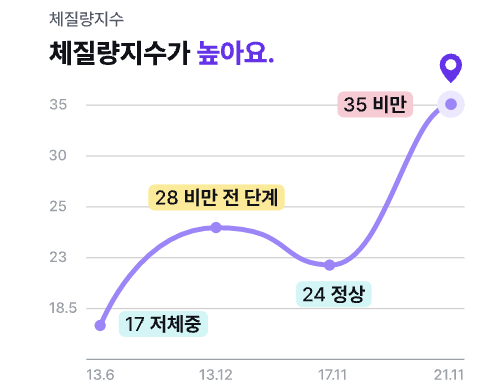 체질량지수
체질량지수가 높아요.
35
35 비만
30
28 비만 전 단계
25
23
24 정상
18.5
17 저체중
13.6 13.12 17.11 21.11